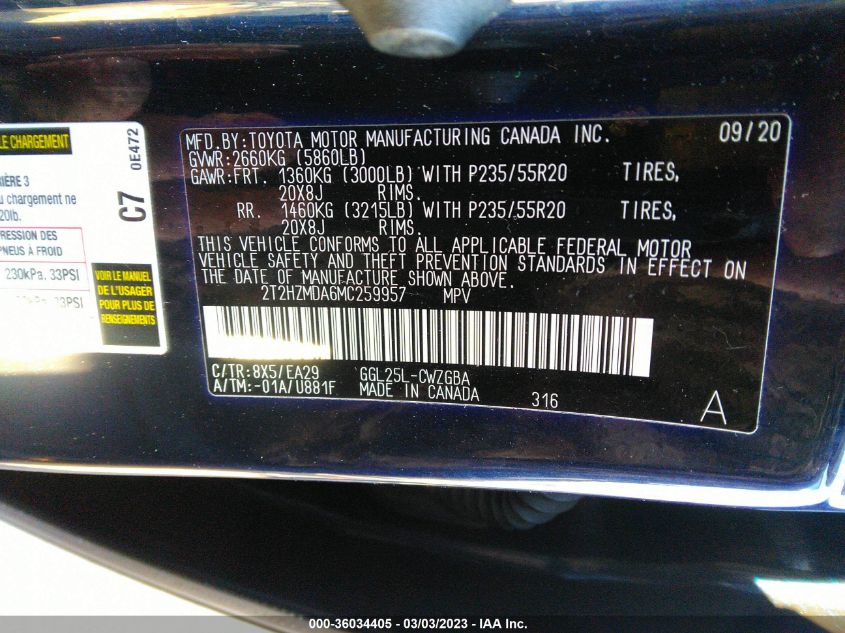 LE CHARGEMENT
0E472
C7
IÈRE 3
u chargement ne
20lb.
RESSION DES
PNEUS À FROID
230kPa. 33PSI
33PSI
VOIR LE MANUEL
DE L'USAGER
POUR PLUS DE
RENSEIGNEMENTS
MFD.BY:TOYOTA MOTOR MANUFACTURING CANADA INC. 09/20
GVWR:2660KG (5860LB)
GAWR:FRT. 1360KG (3000LB) WITH P235/55R20 TIRES,
20X8J RIMS.
RR. 1460KG (3215LB) WITH P235/55R20 TIRES,
20X8J RIMS.
THIS VEHICLE CONFORMS TO ALL APPLICABLE FEDERAL MOTOR
VEHICLE SAFETY AND THEFT PREVENTION STANDARDS IN EFFECT ON
THE DATE OF MANUFACTURE SHOWN ABOVE.
2T2HZMDA6MC259957 MPV
C/TR:8X5/EA29 GGL25L-CWZGBA
A/TM:-01A/U881F MADE IN CANADA 316
A
000-36034405 - 03/03/2023 - IAA Inc.